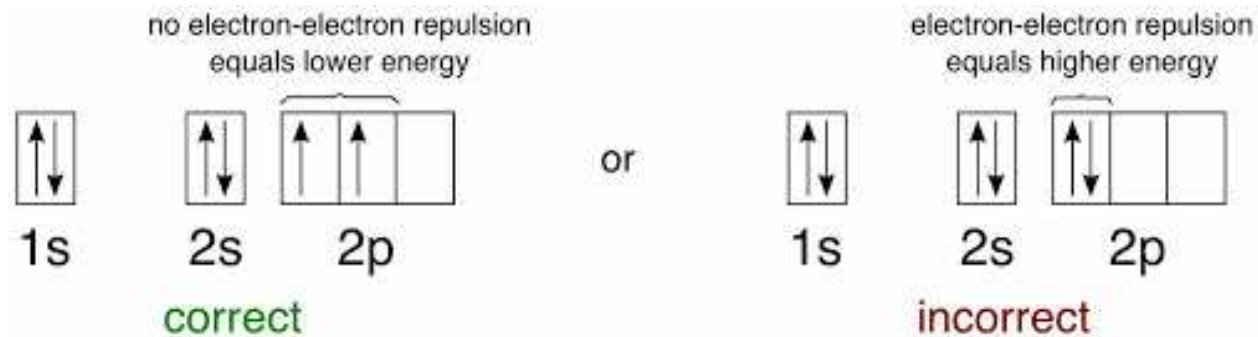 no electron-electron repulsion
equals lower energy
1s
2s
2p
correct
or
electron-electron repulsion
equals higher energy
1s
2s
2p
incorrect